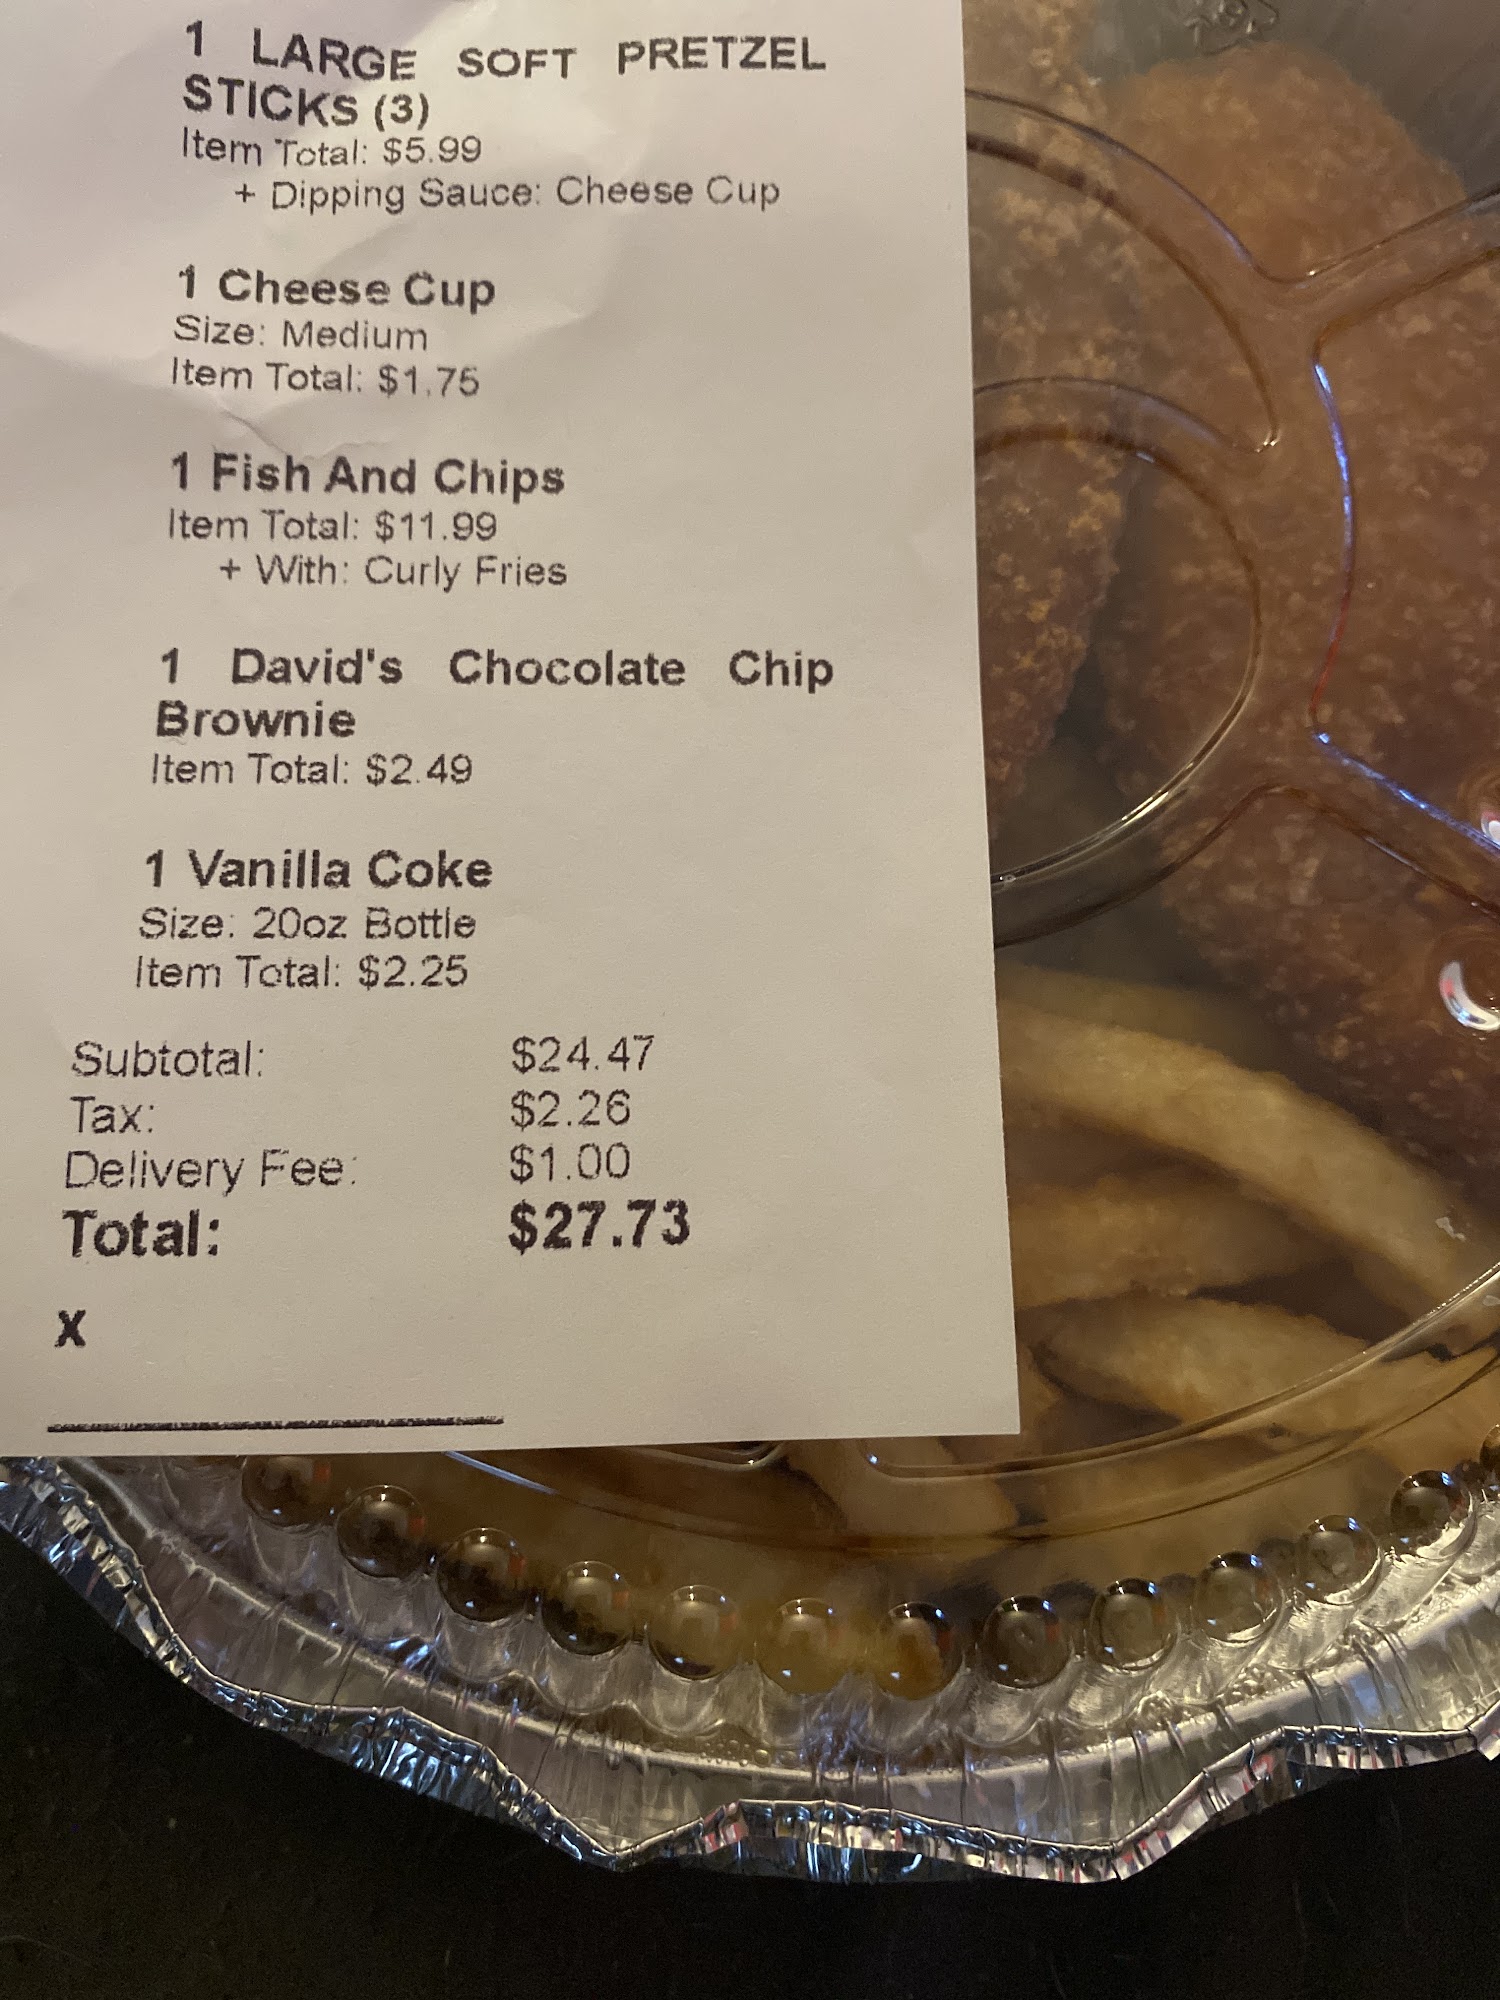 1 LARGE SOFT PRETZEL
STICKS (3)
Item Total: $5.99
+ Dipping Sauce: Cheese Cup
1 Cheese Cup
Size: Medium
Item Total: $1.75
1 Fish And Chips
Item Total: $11.99
+ With: Curly Fries
1 David's Chocolate Chip
Brownie
Item Total: $2.49
1 Vanilla Coke
Size: 20oz Bottle
Item Total: $2.25
Subtotal: $24.47
Tax: $2.26
Delivery Fee: $1.00
Total: $27.73
X